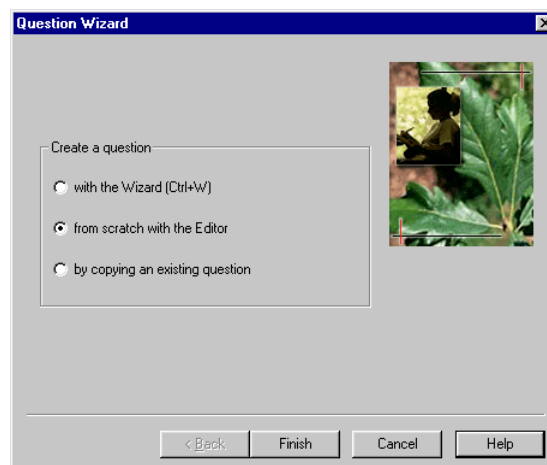 Question Wizard
Create a question
with the Wizard (Ctrl+W)
from scratch with the Editor
by copying an existing question
< Back
Finish
Cancel
Help